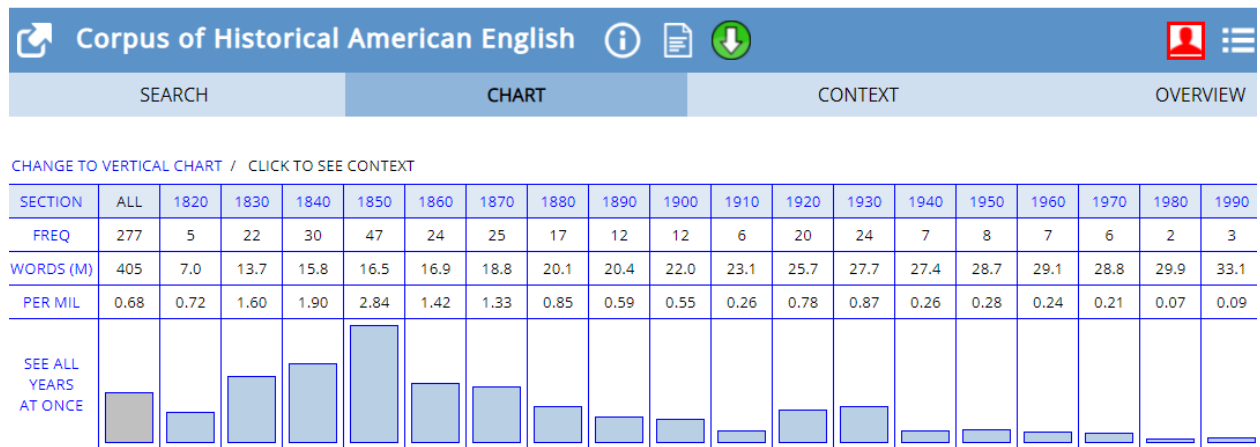 Corpus of Historical American English
SEARCH CHART CONTEXT OVERVIEW
CHANGE TO VERTICAL CHART / CLICK TO SEE CONTEXT
SECTION ALL 1820 1830 1840 1850 1860 1870 1880 1890 1900 1910 1920 1930 1940 1950 1960 1970 1980 1990
FREQ 277 5 22 30 47 24 25 17 12 12 6 20 24 7 8 7 6 2 3
WORDS (M) 405 7.0 13.7 15.8 16.5 16.9 18.8 20.1 20.4 22.0 23.1 25.7 27.7 27.4 28.7 29.1 28.8 29.9 33.1
PER MIL 0.68 0.72 1.60 1.90 2.84 1.42 1.33 0.85 0.59 0.55 0.26 0.78 0.87 0.26 0.28 0.24 0.21 0.07 0.09
SEE ALL
YEARS
AT ONCE